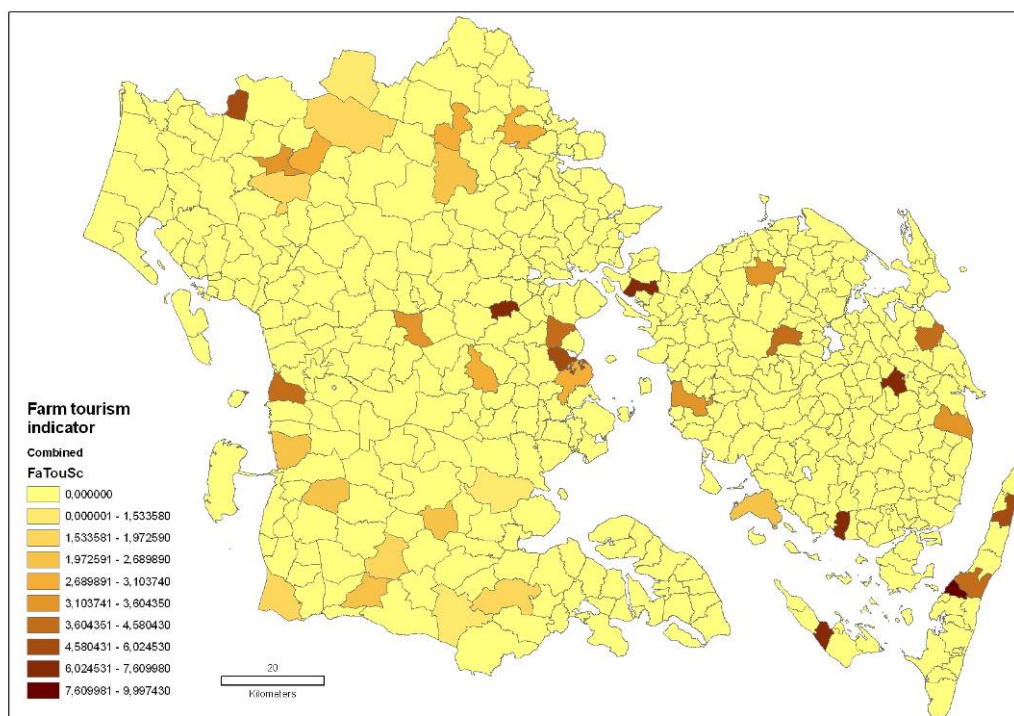 Farm tourism
indicator
Combined
FaTouSc
0,000000
0,000001 - 1,533580
1,533581 - 1,972590
1,972591 - 2,689890
2,689891 - 3,103740
3,103741 - 3,604350
3,604351 - 4,580430
4,580431 - 6,024530
6,024531 - 7,609980
7,609981 - 9,997430
20
Kilometers